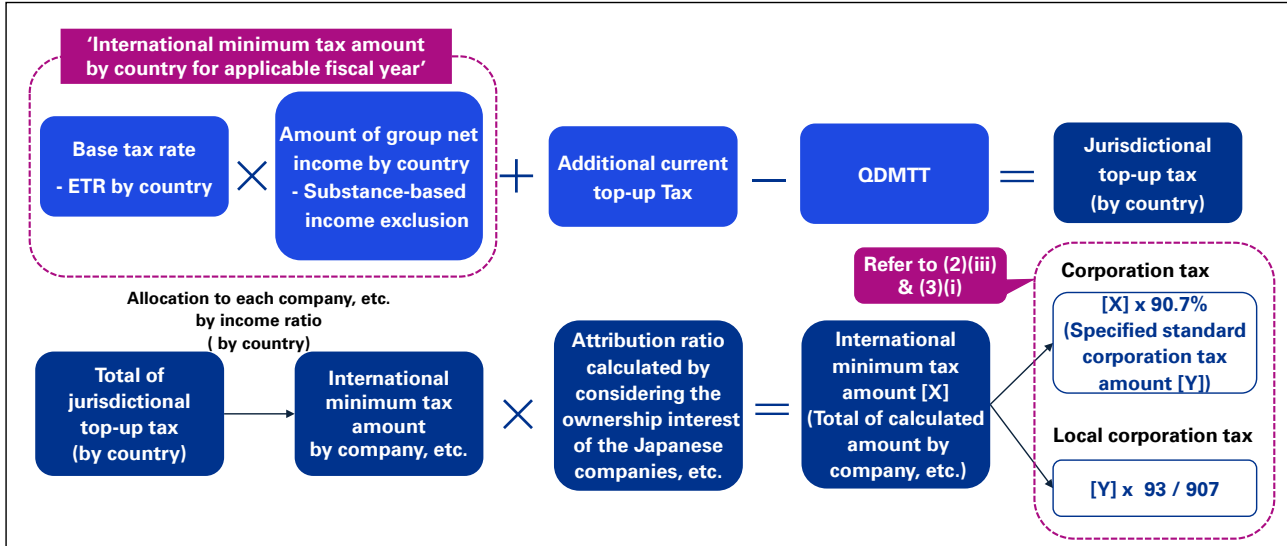 ‘International minimum tax amount
by country for applicable fiscal year’
Base tax rate
- ETR by country
×
Amount of group net
income by country
- Substance-based
income exclusion
+
Additional current
top-up Tax
−
QDMTT
=
Jurisdictional
top-up tax
(by country)
Refer to (2)(iii)
& (3)(i)
Allocation to each company, etc.
by income ratio
( by country)
Total of
jurisdictional
top-up tax
(by country)
International
minimum tax
amount
by company, etc.
×
Attribution ratio
calculated by
considering the
ownership interest
of the Japanese
companies, etc.
=
International
minimum tax
amount [X]
(Total of calculated
amount by
company, etc.)
Corporation tax
[X] x 90.7%
(Specified standard
corporation tax
amount [Y])
Local corporation tax
[Y] x 93 / 907